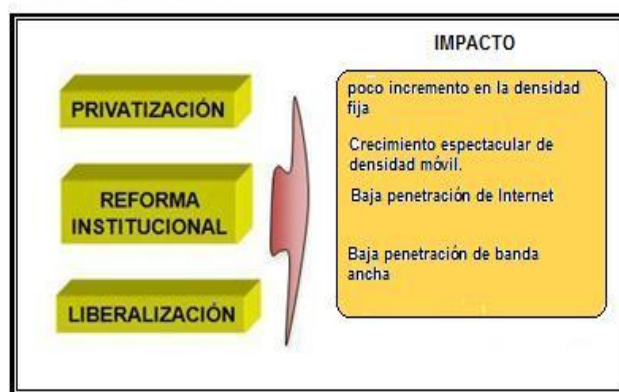 IMPACTO
PRIVATIZACIÓN
REFORMA
INSTITUCIONAL
LIBERALIZACIÓN
poco incremento en la densidad
fija
Crecimiento espectacular de
densidad móvil.
Baja penetración de Internet
Baja penetración de banda
ancha